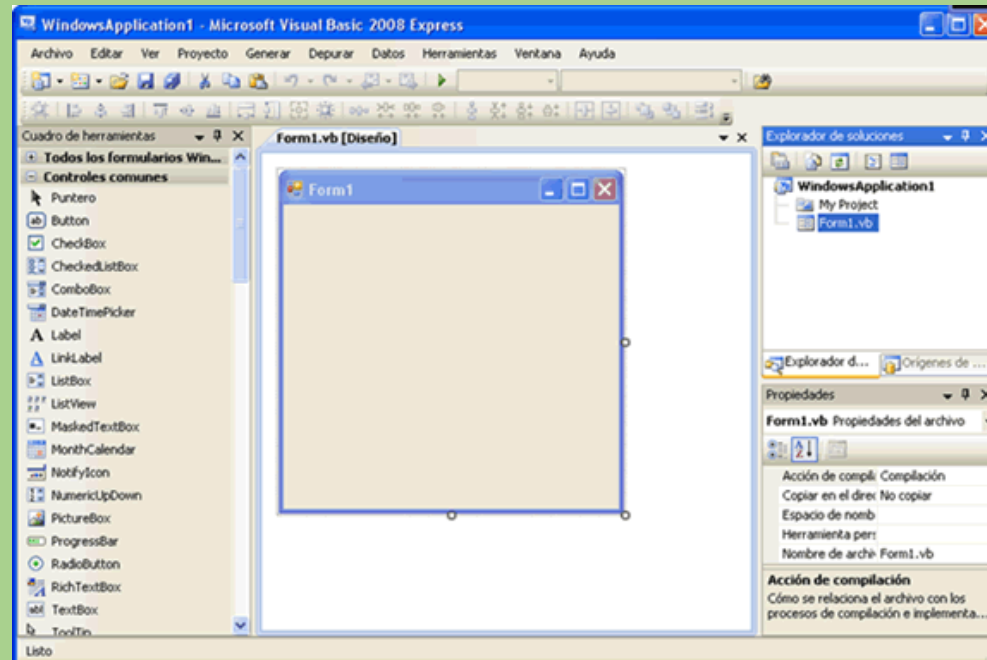 WindowsApplication1 - Microsoft Visual Basic 2008 Express
Archivo Editar Ver Proyecto Generar Depurar Datos Herramientas Ventana Ayuda
Cuadro de herramientas
Todos los formularios Win...
Controles comunes
Puntero
Button
CheckBox
CheckedListBox
ComboBox
DateTimePicker
A Label
A LinkLabel
ListBox
ListView
MaskedTextBox
MonthCalendar
NotifyIcon
NumericUpDown
PictureBox
ProgressBar
RadioButton
RichTextBox
TextBox
ToolTip
Form1.vb [Diseño]
Form1
Explorador de soluciones
WindowsApplication1
My Project
Form1.vb
Explorador d... Orígenes de ...
Propiedades
Form1.vb Propiedades del archivo
Acción de compil Compilación
Copiar en el direc No copiar
Espacio de nomb
Herramienta per
Nombre de archi Form1.vb
Acción de compilación
Cómo se relaciona el archivo con los
procesos de compilación e implementa...
Listo